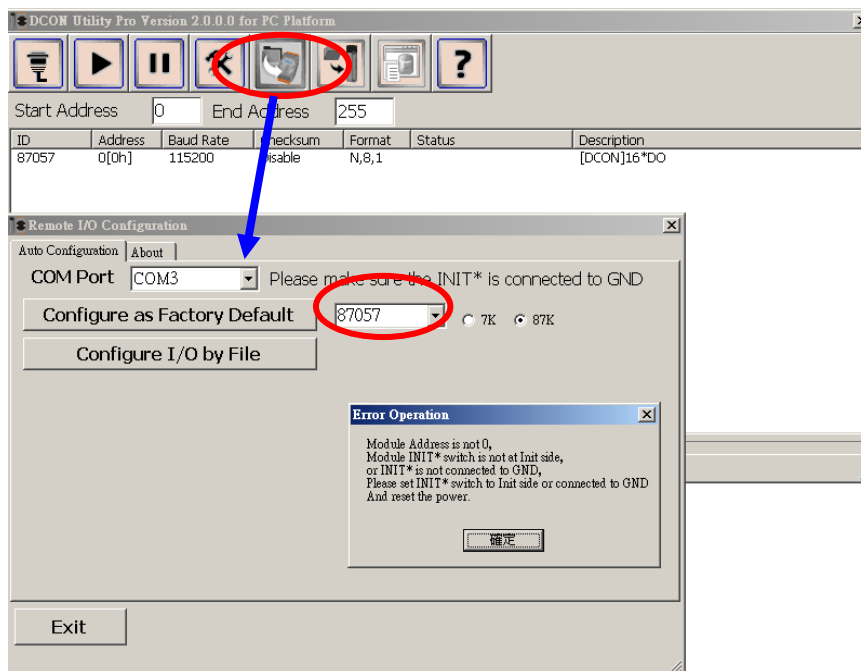 DCON Utility Pro Version 2.0.0.0 for PC Platform
Start Address 0 End Address 255
ID Address Baud Rate Checksum Format Status Description
87057 0[0h] 115200 Disable N,8,1 [DCON]16*DO
Remote I/O Configuration
Auto Configuration About
COM Port COM3 Please make sure the INIT* is connected to GND
Configure as Factory Default 87057 7K 87K
Configure I/O by File
Error Operation
Module Address is not 0,
Module INIT* switch is not at Init side,
or INIT* is not connected to GND,
Please set INIT* switch to Init side or connected to GND
And reset the power.
確定
Exit